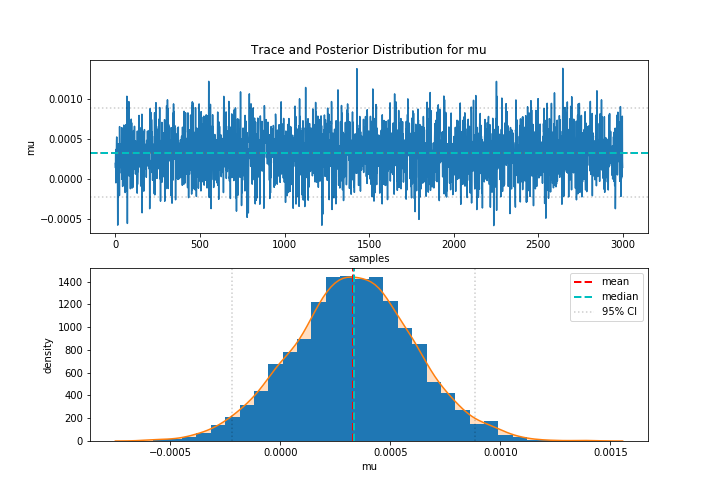 Trace and Posterior Distribution for mu
0.0010
0.0005
0.0000
−0.0005
mu
0 500 1000 1500 2000 2500 3000
samples
1400
1200
1000
800
600
400
200
0
density
mean
median
95% CI
−0.0005 0.0000 0.0005 0.0010 0.0015
mu